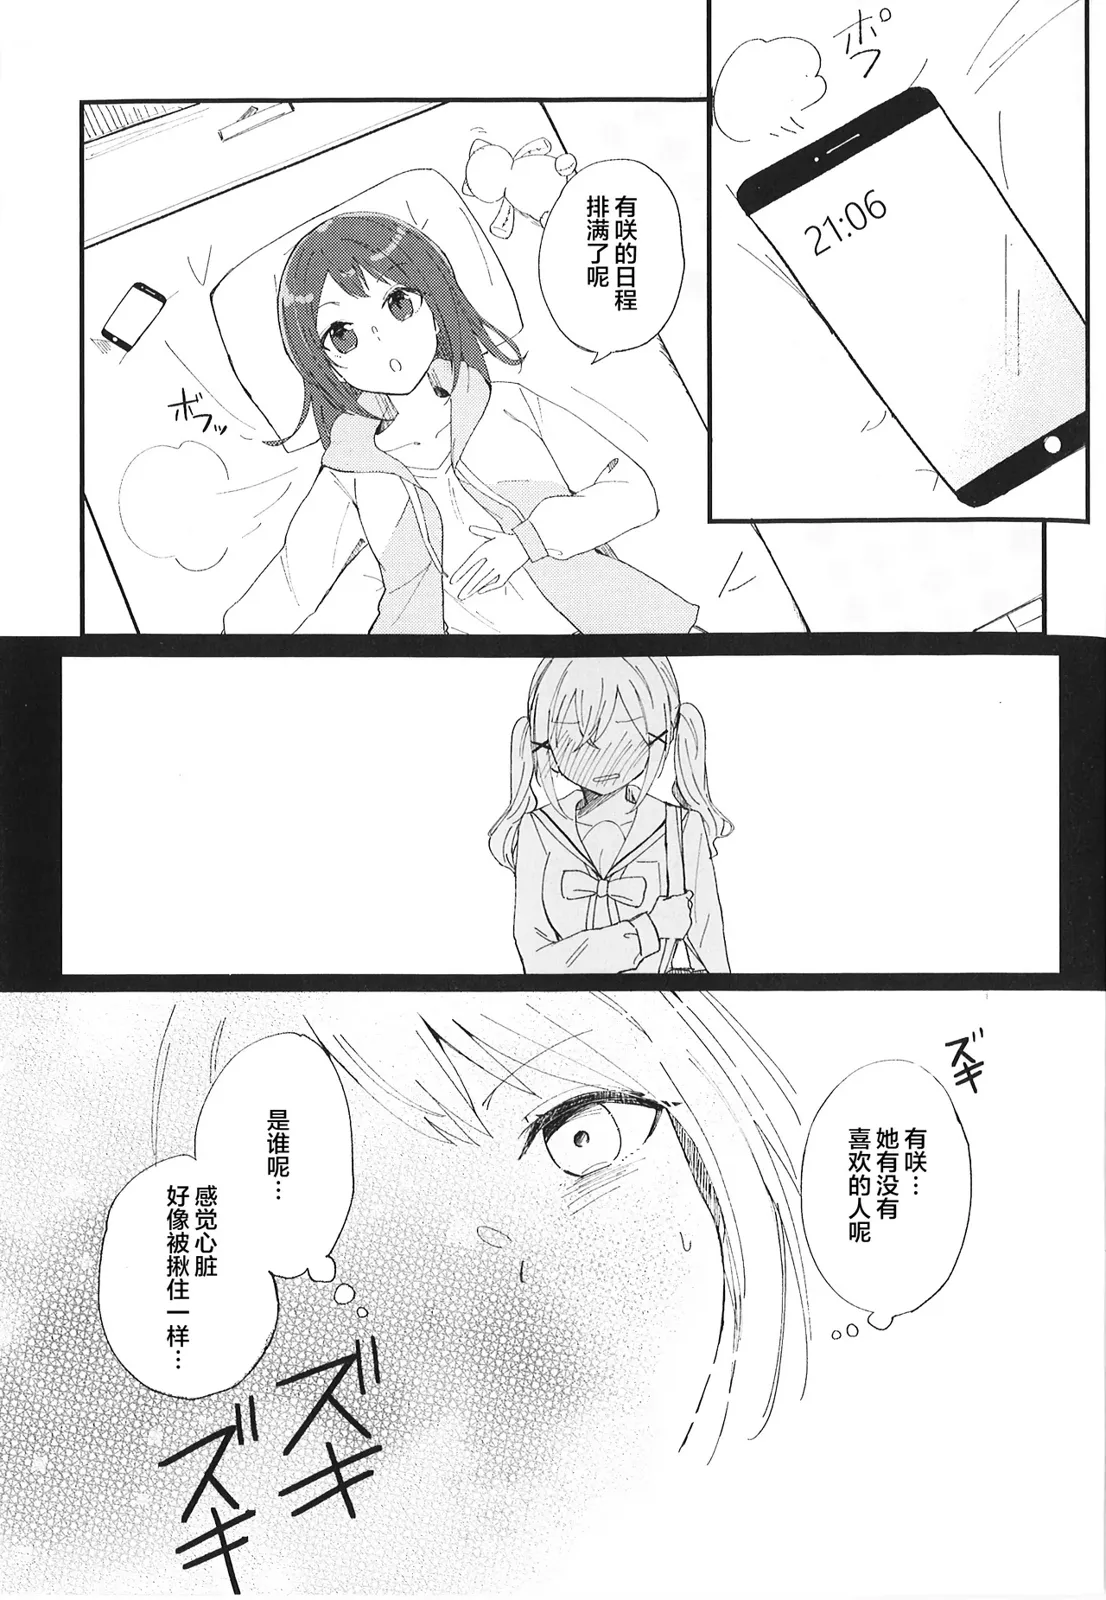 ポフ
21:06
有咲的日程
排满了呢
ボフッ
ズキ
有咲…
她有没有
喜欢的人呢
是谁呢…
感觉心脏
好像被揪住一样…
ズキ
ズキ